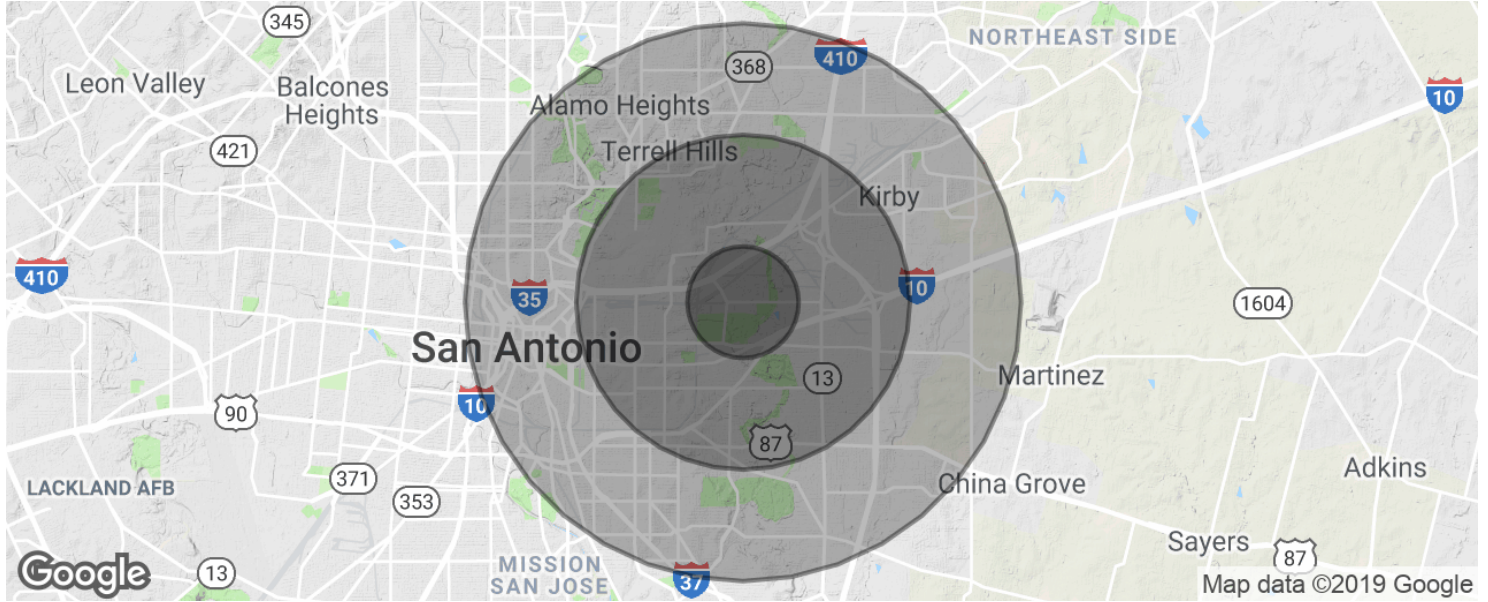 345
NORTHEAST SIDE
410
368
Leon Valley
Balcones
Heights
10
Alamo Heights
421
Terrell Hills
Kirby
410
35
10
1604
San Antonio
13
Martinez
10
90
87
Adkins
LACKLAND AFB
371
353
China Grove
Sayers
87
MISSION
SAN JOSE
37
13
Google
Map data ©2019 Google